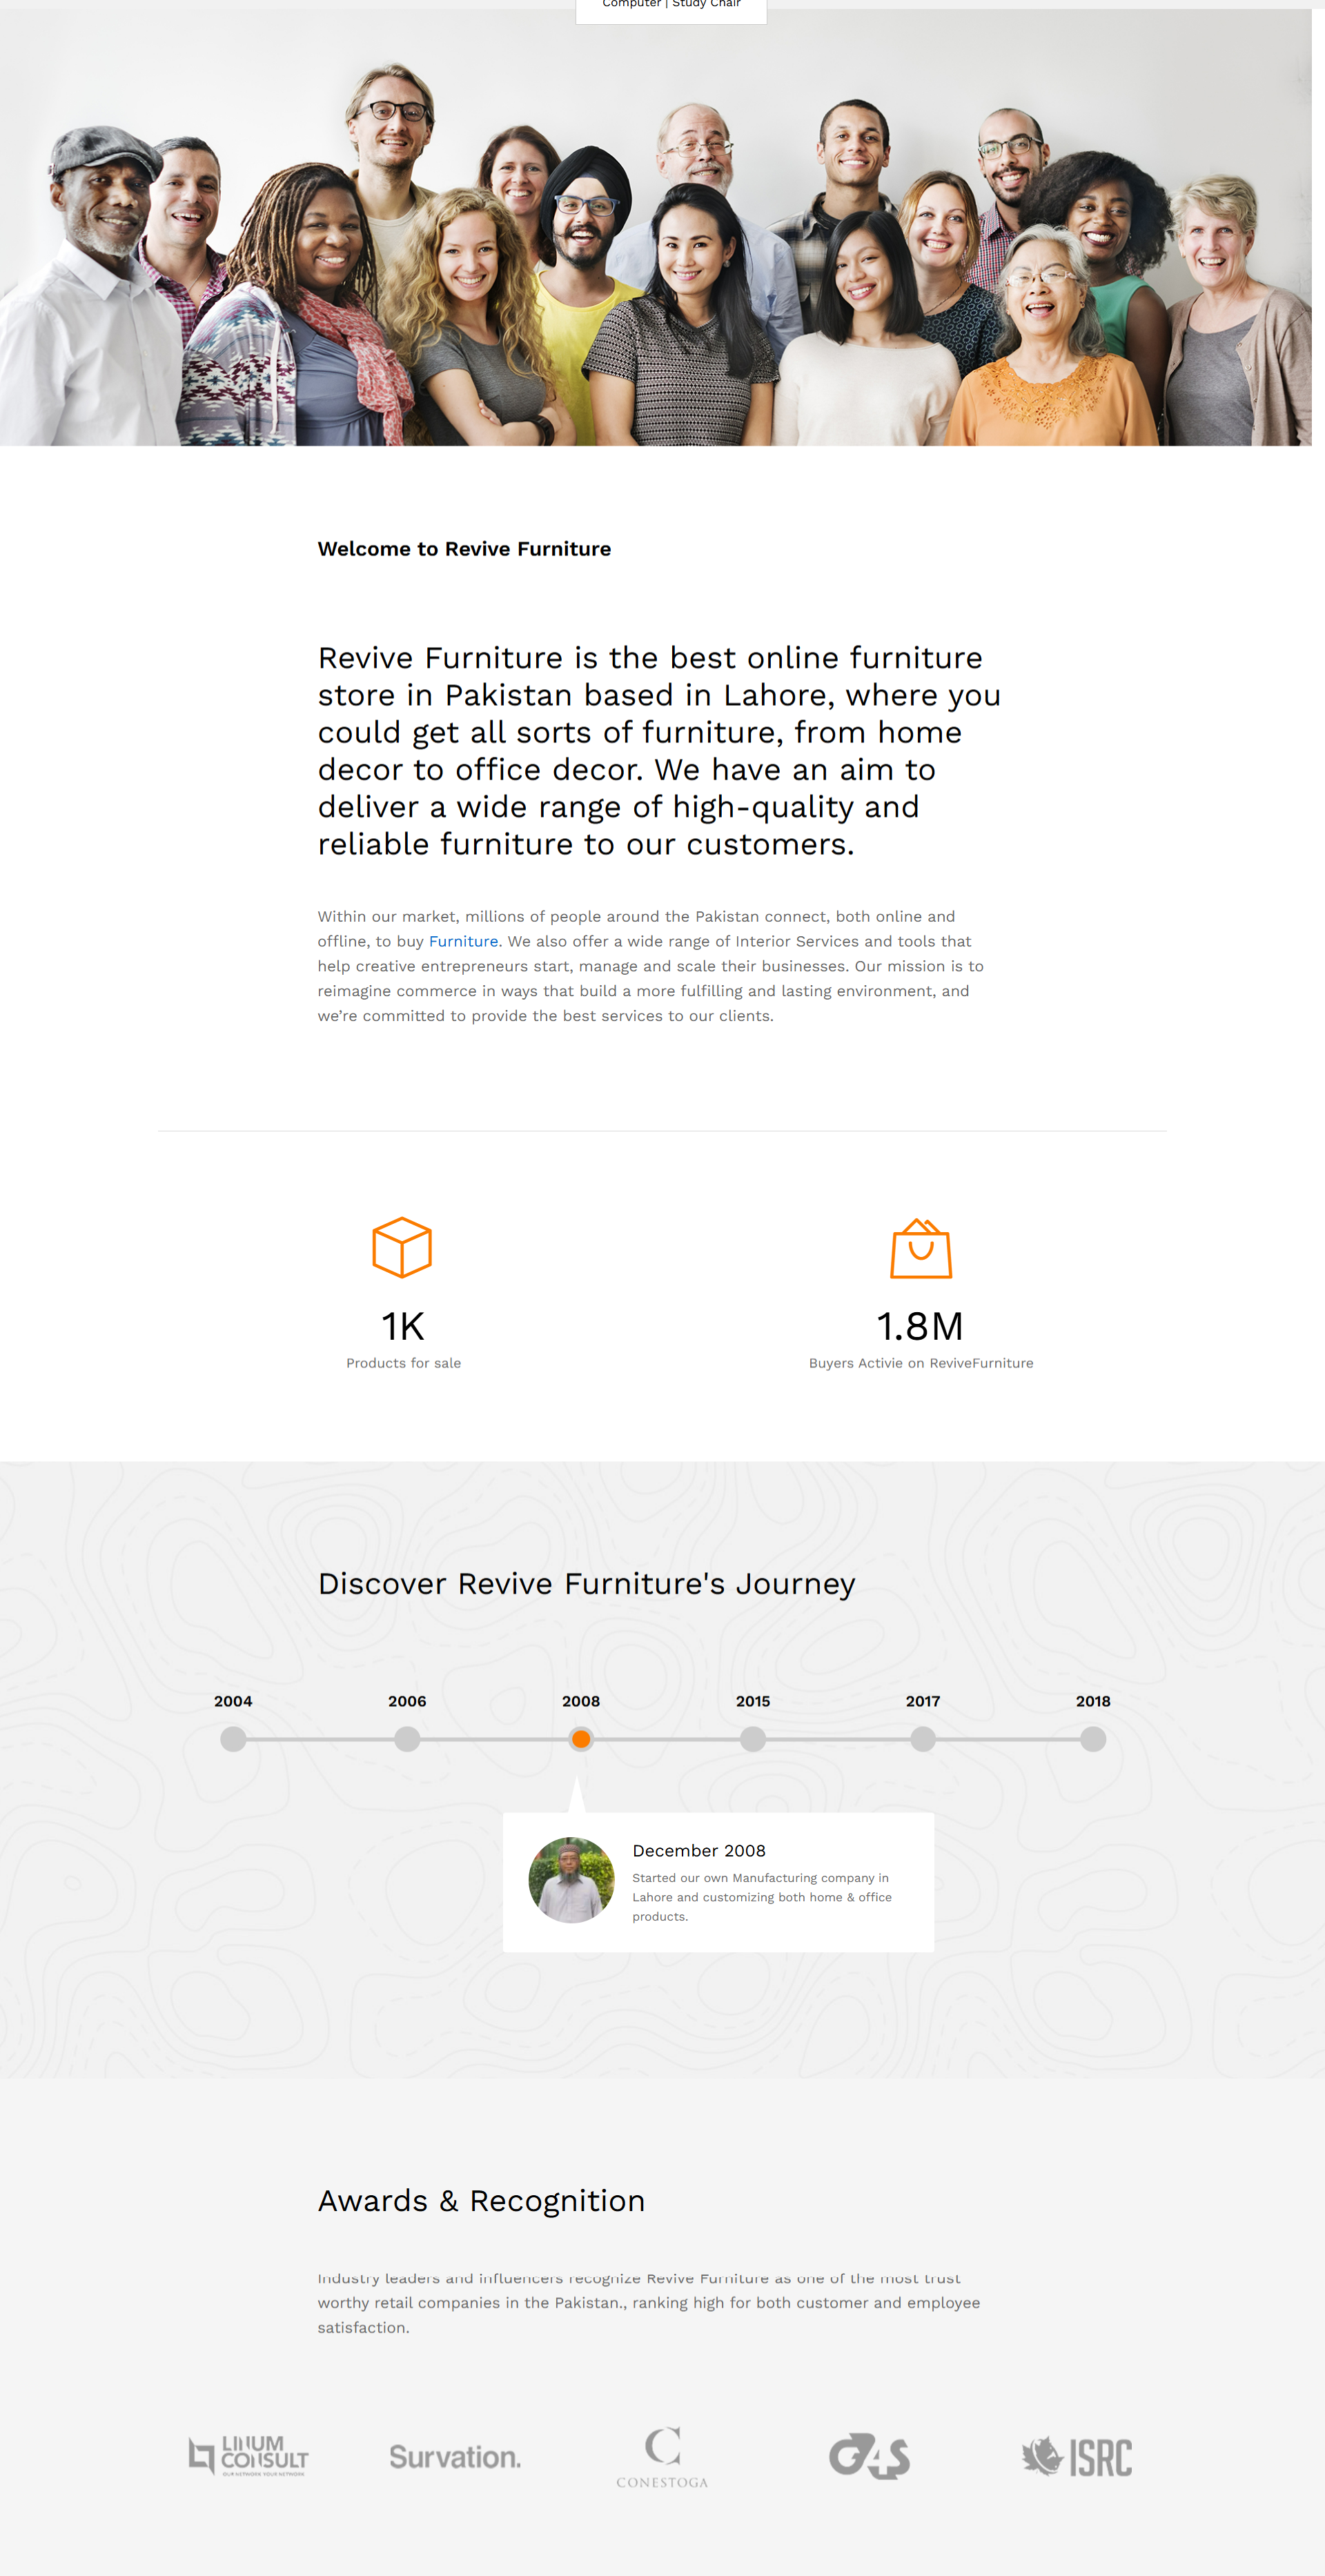 Computer | Study Chair
Welcome to Revive Furniture
Revive Furniture is the best online furniture
store in Pakistan based in Lahore, where you
could get all sorts of furniture, from home
decor to office decor. We have an aim to
deliver a wide range of high-quality and
reliable furniture to our customers.
Within our market, millions of people around the Pakistan connect, both online and
offline, to buy Furniture. We also offer a wide range of Interior Services and tools that
help creative entrepreneurs start, manage and scale their businesses. Our mission is to
reimagine commerce in ways that build a more fulfilling and lasting environment, and
we’re committed to provide the best services to our clients.
1K
Products for sale
1.8M
Buyers Activie on ReviveFurniture
Discover Revive Furniture's Journey
2004 2006 2008 2015 2017 2018
December 2008
Started our own Manufacturing company in
Lahore and customizing both home & office
products.
Awards & Recognition
Industry leaders and influencers recognize Revive Furniture as one of the most trust
worthy retail companies in the Pakistan., ranking high for both customer and employee
satisfaction.
LINUM
CONSULT
OUR NETWORK YOUR NETWORK
Survation.
C
CONESTOGA
G4S
ISRC